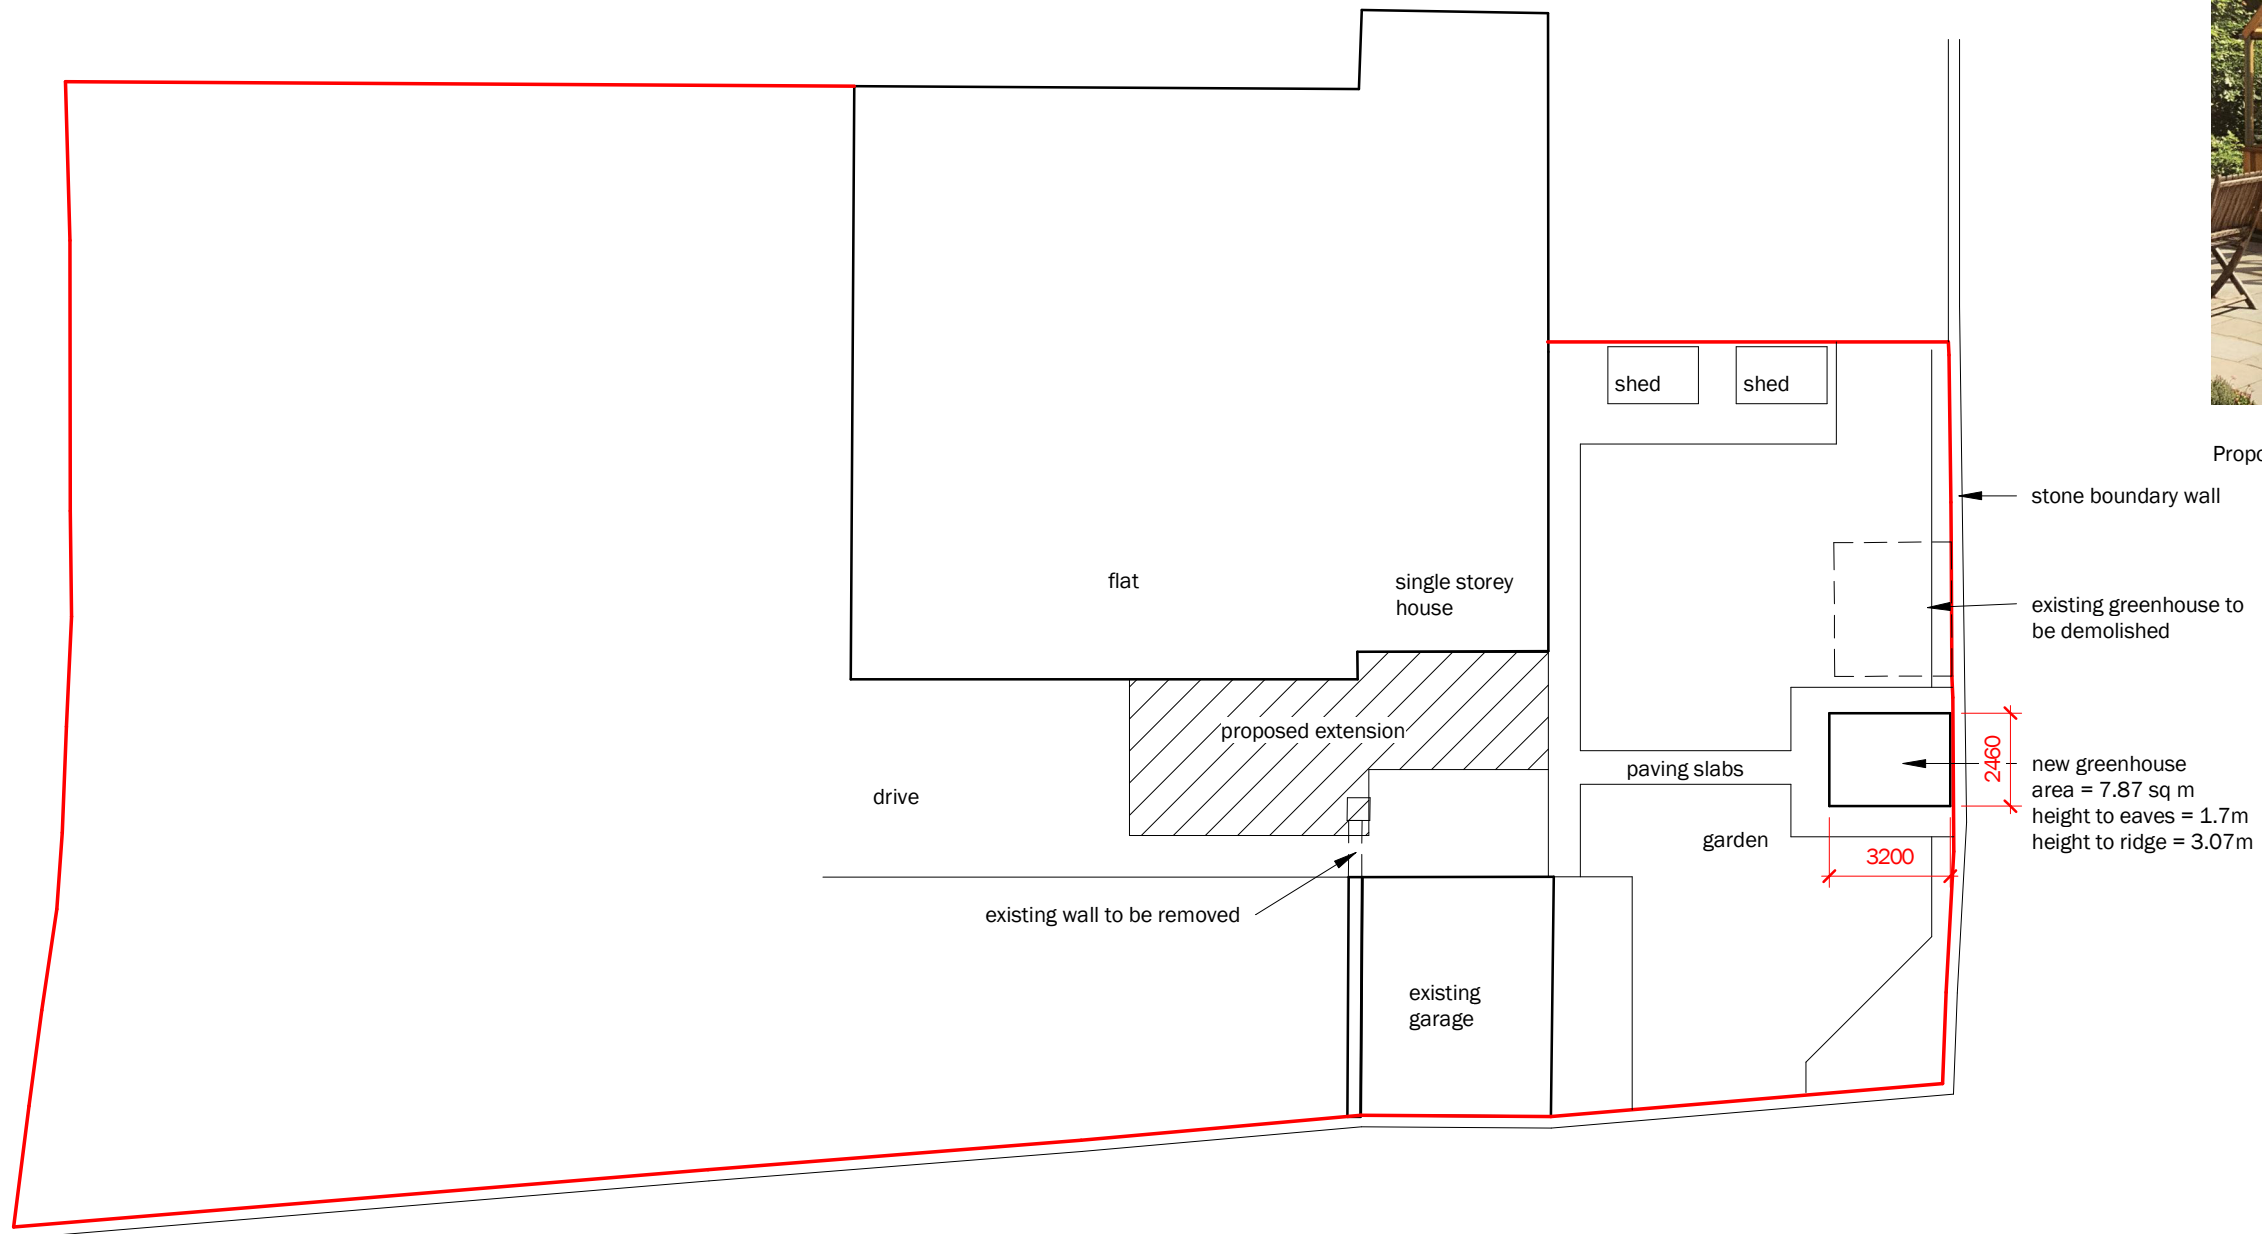 shed
shed
Propo
stone boundary wall
flat
single storey
house
existing greenhouse to
be demolished
proposed extension
2460
paving slabs
new greenhouse
area = 7.87 sq m
height to eaves = 1.7m
height to ridge = 3.07m
drive
garden
3200
existing wall to be removed
existing
garage